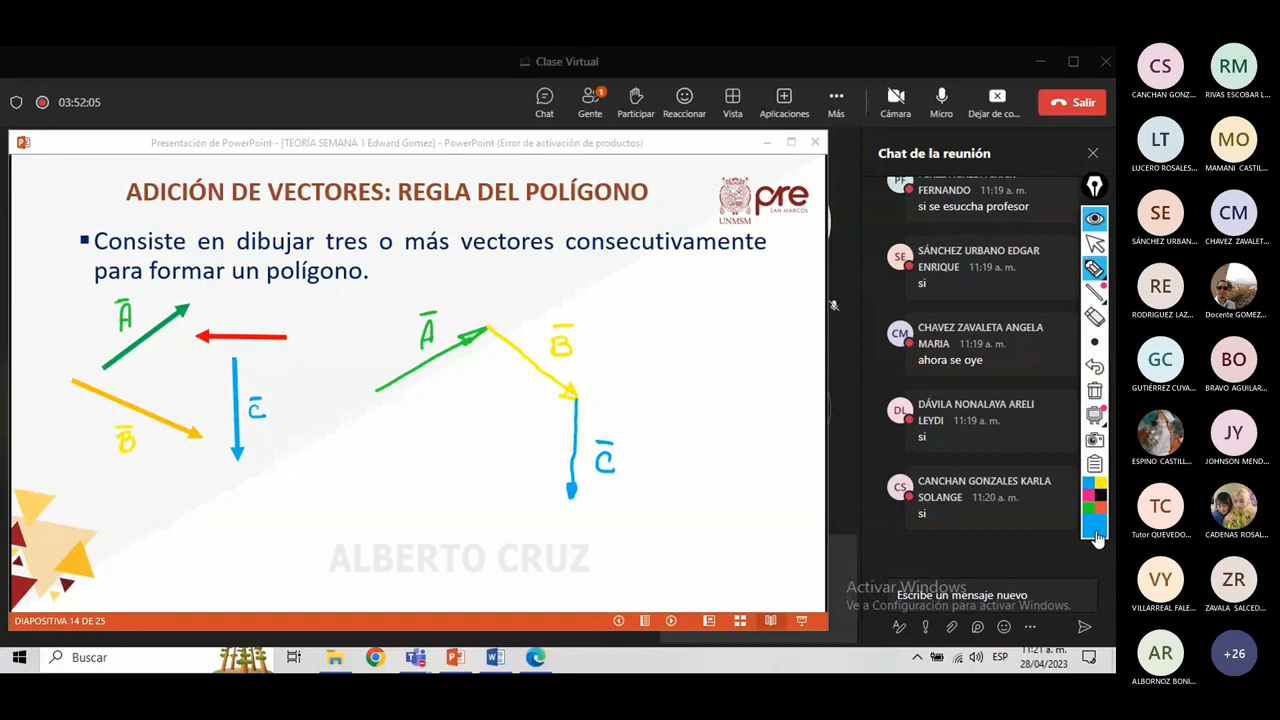 Clase Virtual
03:52:05
Chat
Gente
1
Participar
Reacciionar
Vista
Aplicaciones
Más
Cámara
Micro
Dejar de co...
Salir
Presentación de PowerPoint - [TEORÍA SEMANA 1 Edward Gomez] - PowerPoint (Error de activación de productos)
ADICIÓN DE VECTORES: REGLA DEL POLÍGONO
UNMSM
pre
SAN MARCOS
Consiste en dibujar tres o más vectores consecutivamente
para formar un polígono.
A
B
C
A
B
C
ALBERTO CRUZ
DIAPOSITIVA 14 DE 25
Chat de la reunión
FERNANDO 11:19 a. m.
si se esuccha profesor
SE
SÁNCHEZ URBANO EDGAR
ENRIQUE 11:19 a. m.
si
CM
CHAVEZ ZAVALETA ANGELA
MARIA 11:19 a. m.
ahora se oye
DL
DÁVILA NONALAYA ARELI
LEYDI 11:19 a. m.
si
CS
CANCHAN GONZALES KARLA
SOLANGE 11:20 a. m.
si
Activar Windows
Escribe un mensaje nuevo
Ve a Configuración para activar Windows.
Buscar
ESP
11:21 a. m.
28/04/2023
CS
CANCHAN GONZ...
RM
RIVAS ESCOBAR L...
LT
LUCERO ROSALES...
MO
MAMANI CASTIL...
SE
SÁNCHEZ URBAN...
CM
CHAVEZ ZAVALET...
RE
RODRIGUEZ LAZ...
Docente GOMEZ...
GC
GUTIÉRREZ CUYA...
BO
BRAVO AGUILAR...
ESPINO CASTILL...
JY
JOHNSON MEND...
TC
Tutor QUEVEDO...
CADENAS ROSAL...
VY
VILLARREAL FALE...
ZR
ZAVALA SALCED...
AR
ALBORNOZ BONI...
+26